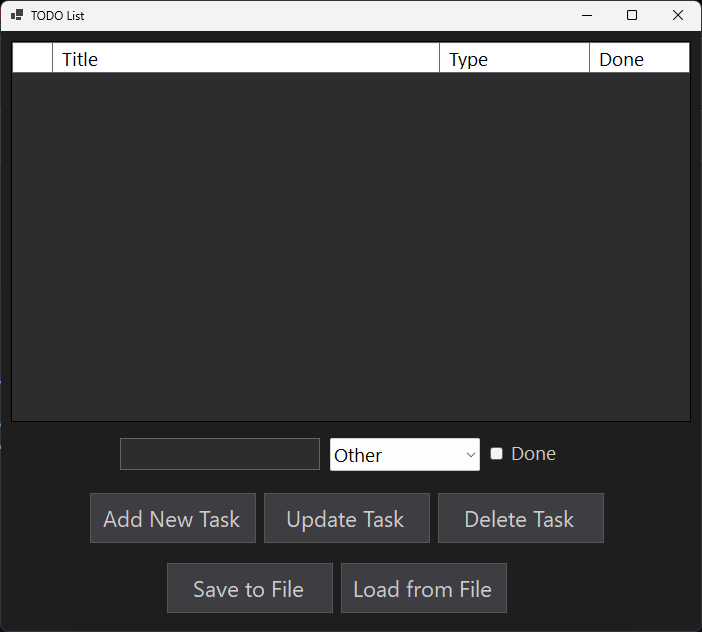 TODO List
Title Type Done
Other Done
Add New Task Update Task Delete Task
Save to File Load from File